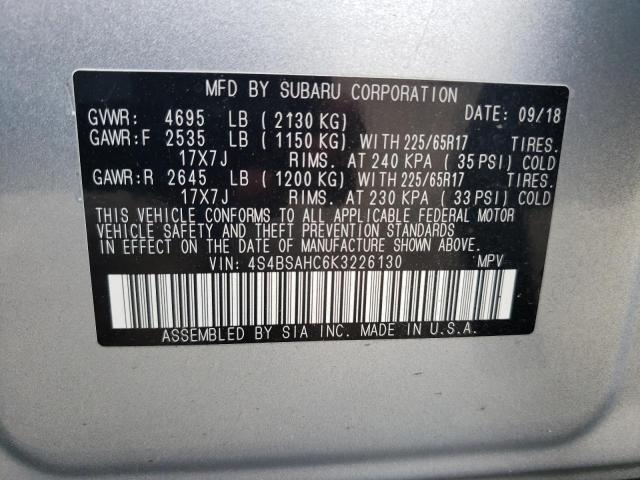 MFD BY SUBARU CORPORATION
GVWR: 4695 LB (2130 KG) DATE: 09/18
GAWR:F 2535 LB (1150 KG) WITH 225/65R17 TIRES.
17X7J RIMS. AT 240 KPA (35 PSI) COLD
GAWR:R 2645 LB (1200 KG) WITH 225/65R17 TIRES.
17X7J RIMS. AT 230 KPA (33 PSI) COLD
THIS VEHICLE CONFORMS TO ALL APPLICABLE FEDERAL MOTOR
VEHICLE SAFETY AND THEFT PREVENTION STANDARDS
IN EFFECT ON THE DATE OF MANUFACTURE SHOWN ABOVE.
VIN: 4S4BSAHC6K3226130 MPV
ASSEMBLED BY SIA INC. MADE IN U.S.A.